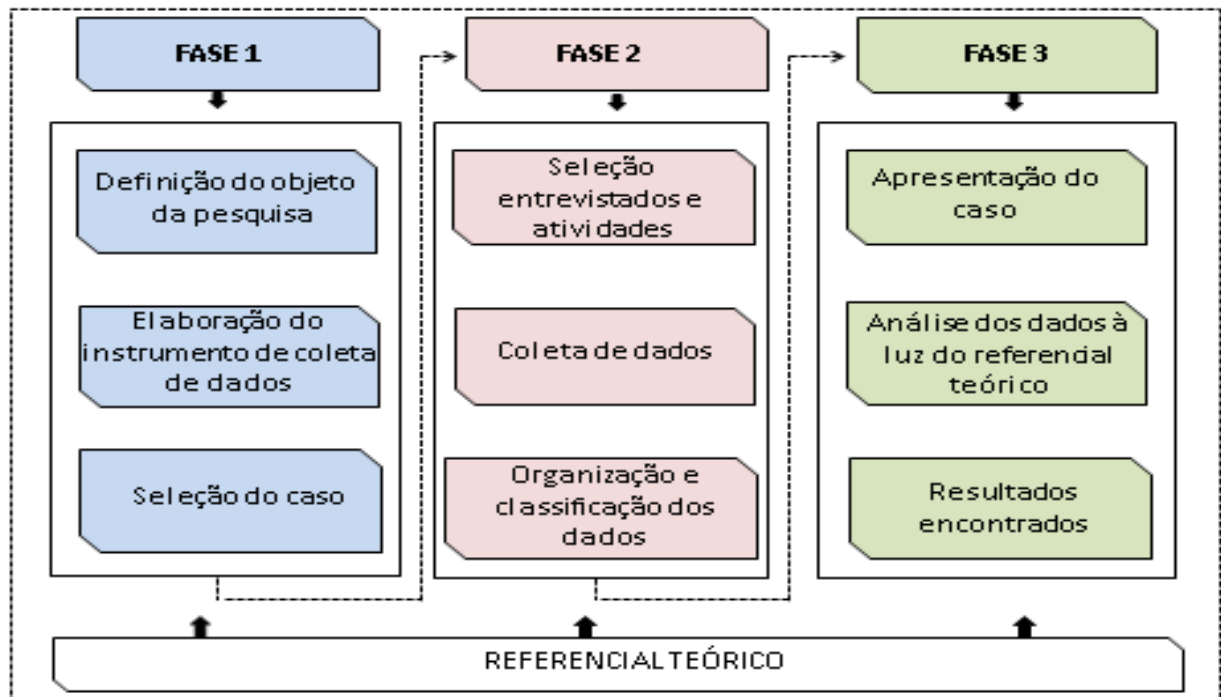 FASE 1
Definição do objeto
da pesquisa
Elaboração do
instrumento de coleta
de dados
Seleção do caso
FASE 2
Seleção
entrevistados e
atividades
Coleta de dados
Organização e
classificação dos
dados
FASE 3
Apresentação do
caso
Análise dos dados à
luz do referencial
teórico
Resultados
encontrados
REFERENCIAL TEÓRICO